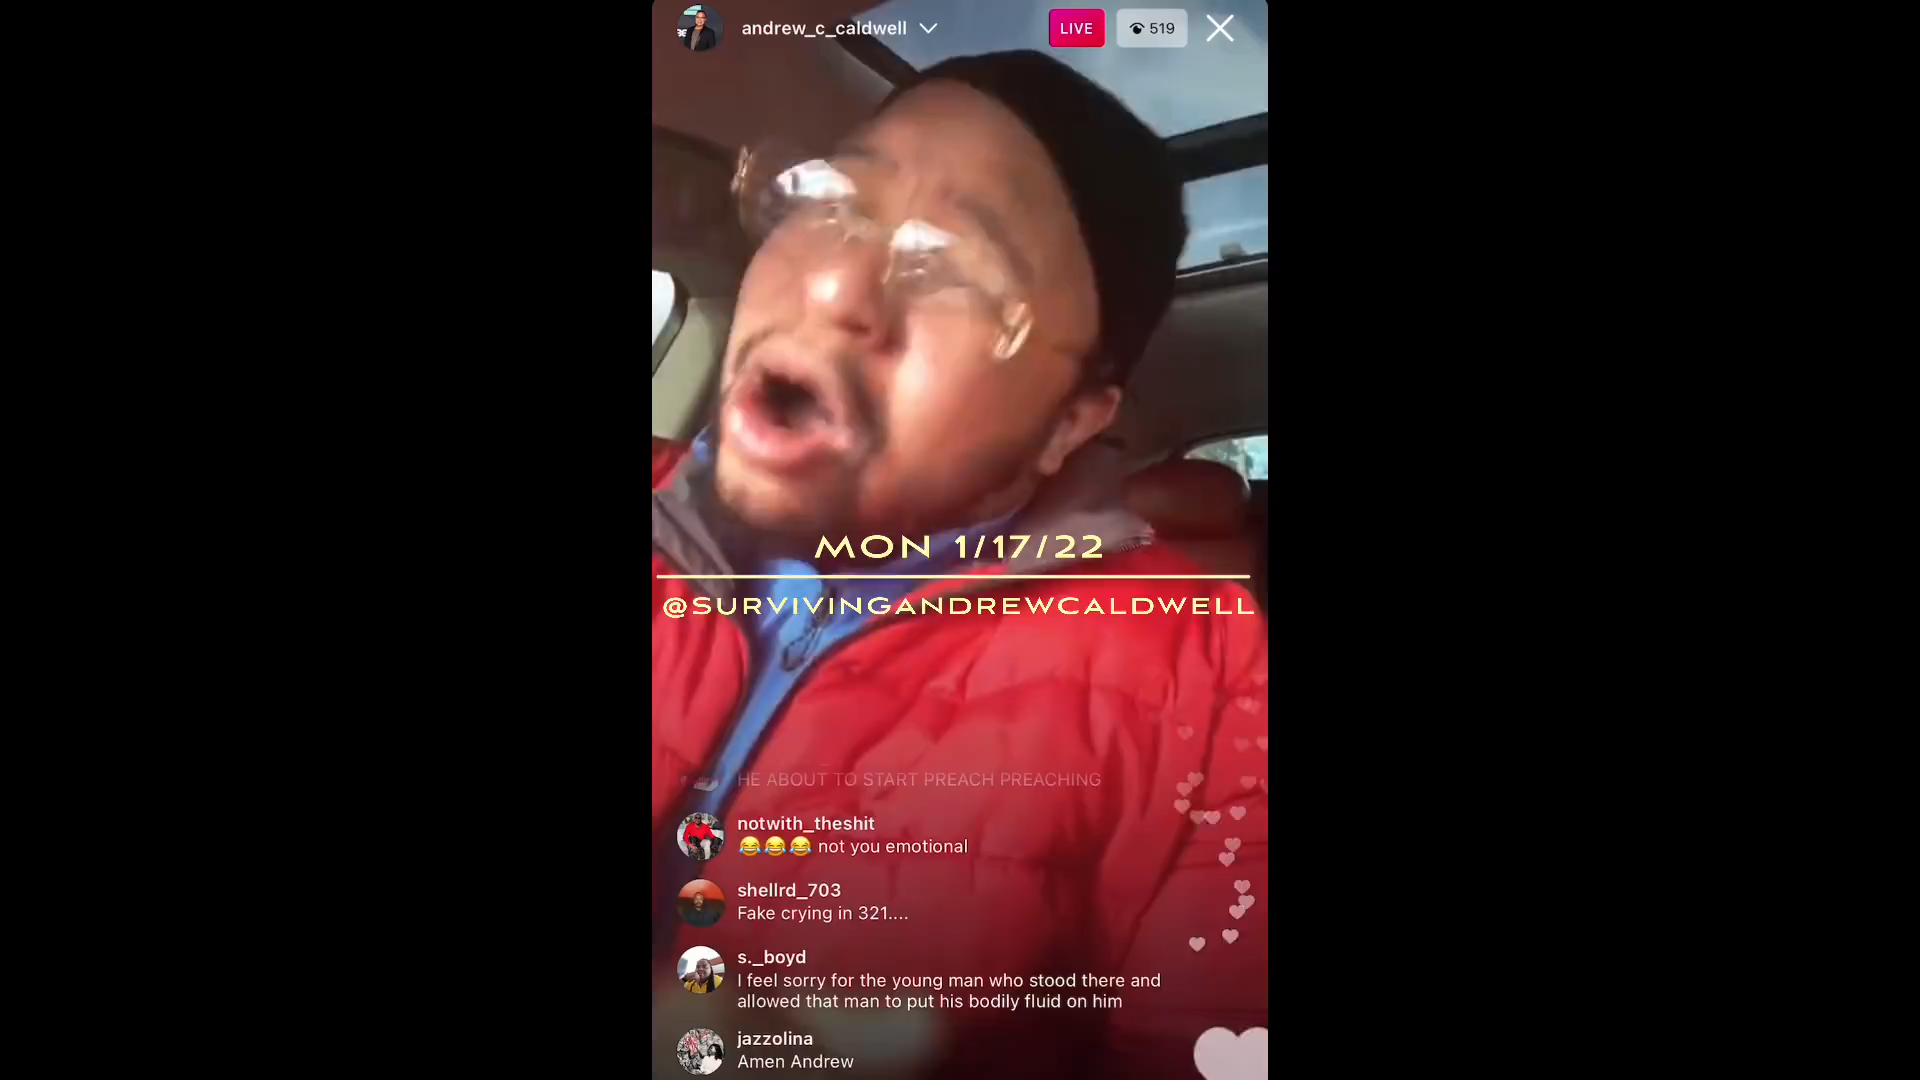 andrew_c_caldwell
LIVE
519
MON 1/17/22
@SURVIVINGANDREWCALDWELL
HE ABOUT TO START PREACH PREACHING
notwith_theshit
😂😂😂 not you emotional
shellrd_703
Fake crying in 321....
s._boyd
I feel sorry for the young man who stood there and
allowed that man to put his bodily fluid on him
jazzolina
Amen Andrew